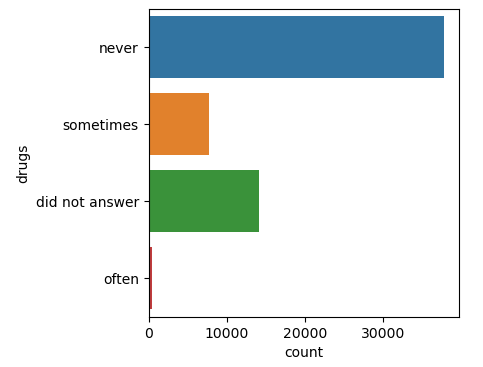 never
sometimes
did not answer
often
drugs
0 10000 20000 30000
count